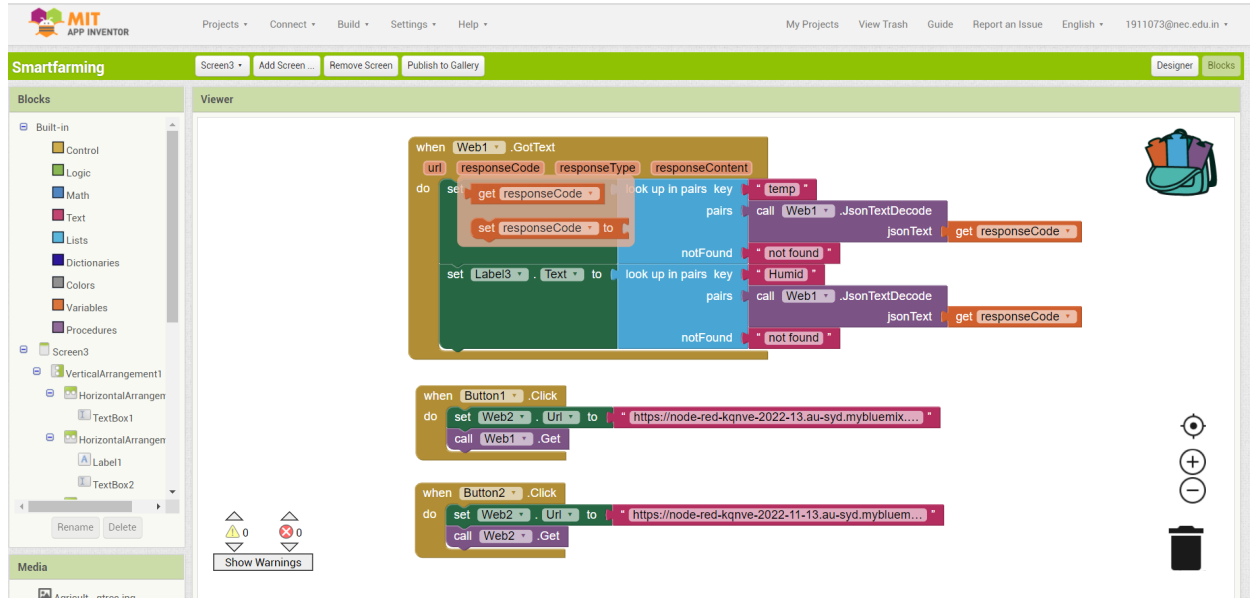 MIT
APP INVENTOR
Projects Connect Build Settings Help My Projects View Trash Guide Report an Issue English 1911073@nec.edu.in
Smartfarming Screen3 Add Screen ... Remove Screen Publish to Gallery Designer Blocks
Blocks Viewer
Built-in
Control
Logic
Math
Text
Lists
Dictionaries
Colors
Variables
Procedures
Screen3
VerticalArrangement1
HorizontalArrangem
TextBox1
HorizontalArrangem
Label1
TextBox2
Rename Delete
Media
when Web1 .GotText
url responseCode responseType responseContent
do look up in pairs key " temp "
get responseCode
pairs call Web1 .JsonTextDecode
set responseCode to
jsonText get responseCode
notFound " not found "
set Label3 . Text to look up in pairs key " Humid "
pairs call Web1 .JsonTextDecode
jsonText get responseCode
notFound " not found "
when Button1 .Click
do set Web2 . Url to " https://node-red-kqnve-2022-13.au-syd.mybluemix.... "
call Web1 .Get
when Button2 .Click
do set Web2 . Url to " https://node-red-kqnve-2022-11-13.au-syd.mybluem... "
call Web2 .Get
0 0
Show Warnings